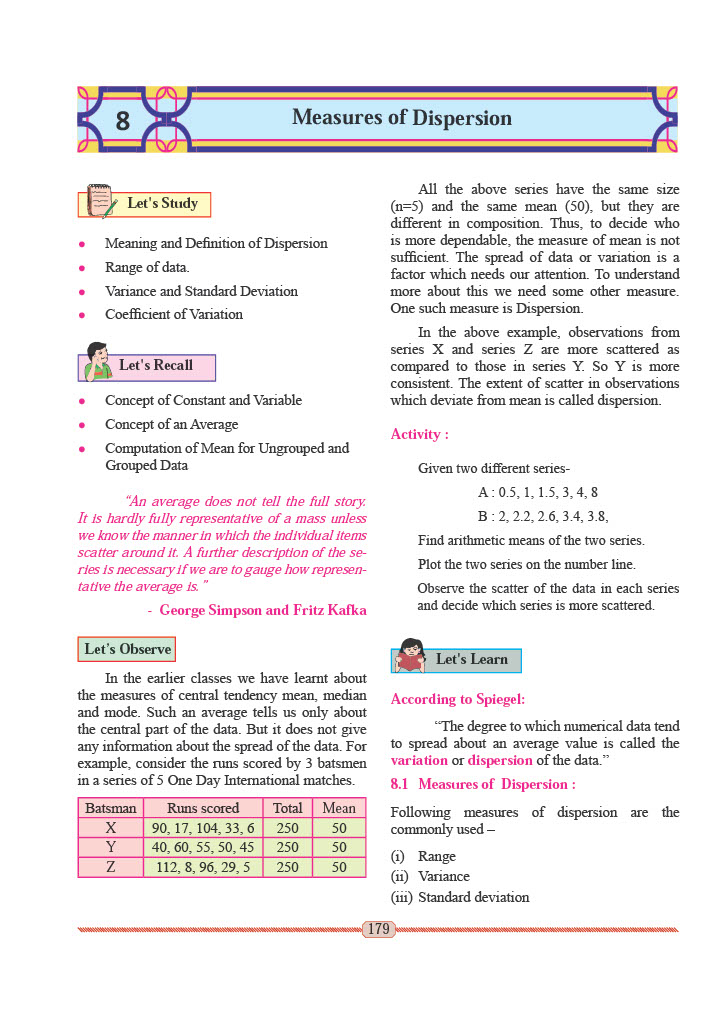 8
Measures of Dispersion
Let's Study
● Meaning and Definition of Dispersion
● Range of data.
● Variance and Standard Deviation
● Coefficient of Variation
Let's Recall
● Concept of Constant and Variable
● Concept of an Average
● Computation of Mean for Ungrouped and
Grouped Data
“An average does not tell the full story.
It is hardly fully representative of a mass unless
we know the manner in which the individual items
scatter around it. A further description of the se-
ries is necessary if we are to gauge how represen-
tative the average is.”
- George Simpson and Fritz Kafka
Let's Observe
In the earlier classes we have learnt about
the measures of central tendency mean, median
and mode. Such an average tells us only about
the central part of the data. But it does not give
any information about the spread of the data. For
example, consider the runs scored by 3 batsmen
in a series of 5 One Day International matches.
Batsman Runs scored Total Mean
X 90, 17, 104, 33, 6 250 50
Y 40, 60, 55, 50, 45 250 50
Z 112, 8, 96, 29, 5 250 50
All the above series have the same size
(n=5) and the same mean (50), but they are
different in composition. Thus, to decide who
is more dependable, the measure of mean is not
sufficient. The spread of data or variation is a
factor which needs our attention. To understand
more about this we need some other measure.
One such measure is Dispersion.
In the above example, observations from
series X and series Z are more scattered as
compared to those in series Y. So Y is more
consistent. The extent of scatter in observations
which deviate from mean is called dispersion.
Activity :
Given two different series-
A : 0.5, 1, 1.5, 3, 4, 8
B : 2, 2.2, 2.6, 3.4, 3.8,
Find arithmetic means of the two series.
Plot the two series on the number line.
Observe the scatter of the data in each series
and decide which series is more scattered.
Let's Learn
According to Spiegel:
“The degree to which numerical data tend
to spread about an average value is called the
variation or dispersion of the data.”
8.1 Measures of Dispersion :
Following measures of dispersion are the
commonly used –
(i) Range
(ii) Variance
(iii) Standard deviation
179